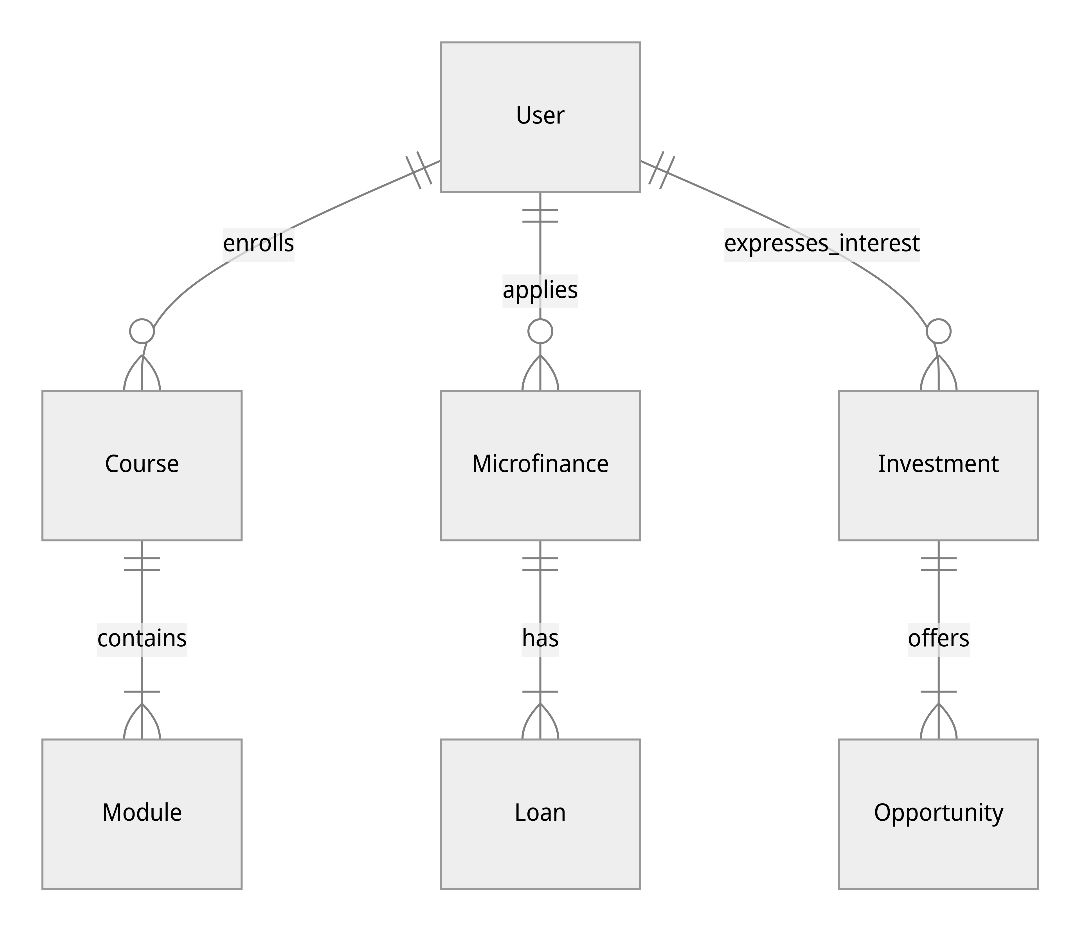 User
enrolls
expresses_interest
applies
Course
Microfinance
Investment
contains
has
offers
Module
Loan
Opportunity